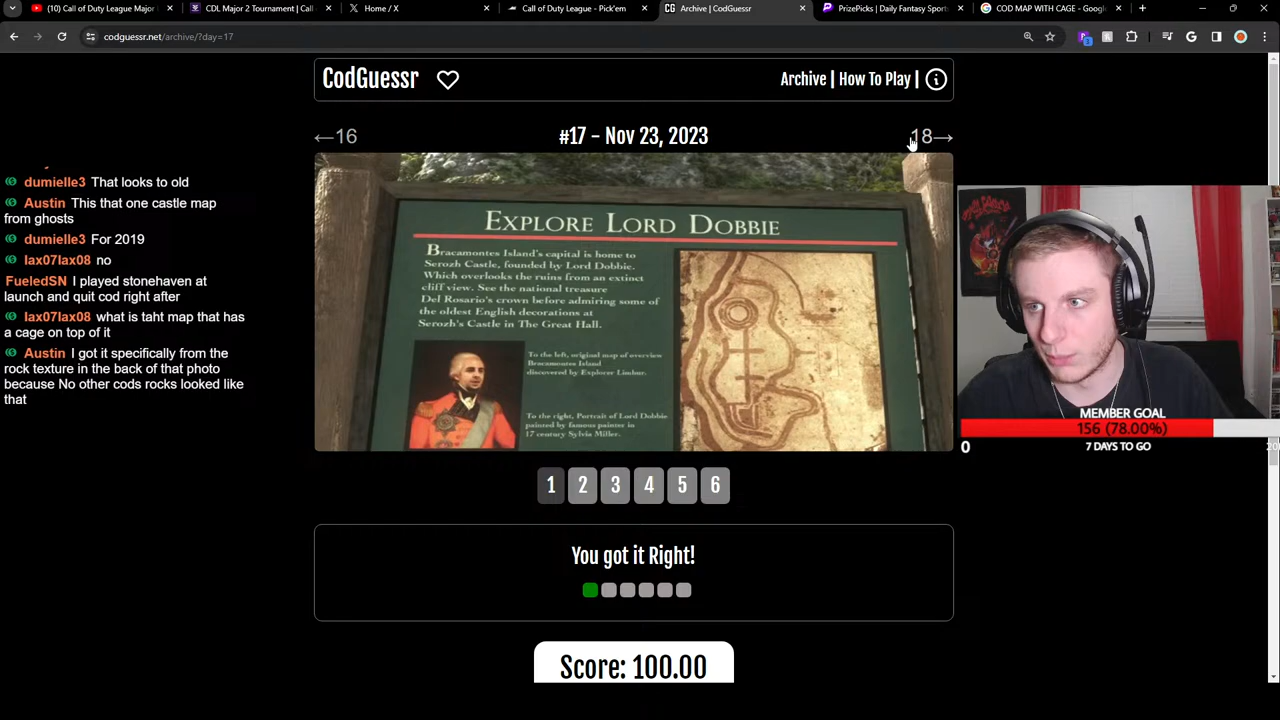 (10) Call of Duty League Major
CDL Major 2 Tournament | Call
Home / X
Call of Duty League - Pick'em
CG Archive | CodGuessr
PrizePicks | Daily Fantasy Sport
COD MAP WITH CAGE - Googl
codguessr.net/archive/?day=17
CodGuessr
Archive | How To Play |
←16
#17 - Nov 23, 2023
18→
dumielle3 That looks to old
Austin This that one castle map
from ghosts
dumielle3 For 2019
lax07lax08 no
FueledSN I played stonehaven at
launch and quit cod right after
lax07lax08 what is taht map that has
a cage on top of it
Austin I got it specifically from the
rock texture in the back of that photo
because No other cods rocks looked like
that
EXPLORE LORD DOBBIE
Bracamontes Island's capital is home to
Serozh Castle, founded by Lord Dobbie.
Which overlooks the ruins from an extinct
cliff view. See the national treasure
Del Rosario's crown before admiring some of
the oldest English decorations at
Serozh's Castle in The Great Hall.
To the left, original map of overview
Bracamontes Island
discovered by Explorer Limbar.
To the right, Portrait of Lord Dobbie
painted by famous painter in
17 century Sylvia Miller.
1 2 3 4 5 6
You got it Right!
Score: 100.00
MEMBER GOAL
156 (78.00%)
0
7 DAYS TO GO